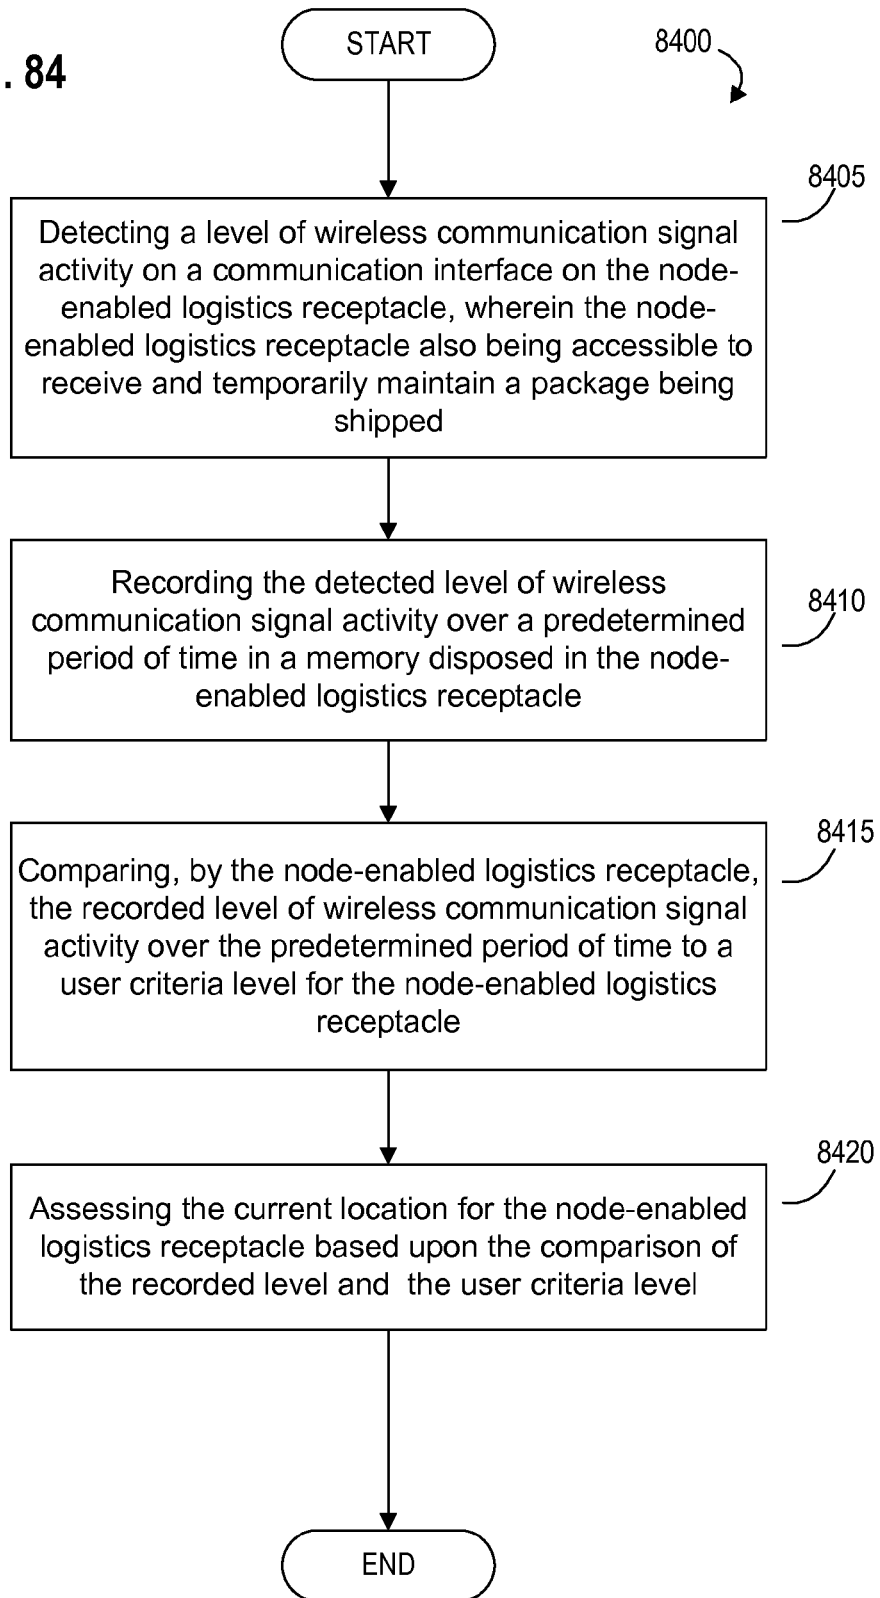 START
8400
. 84
8405
Detecting a level of wireless communication signal
activity on a communication interface on the node-
enabled logistics receptacle, wherein the node-
enabled logistics receptacle also being accessible to
receive and temporarily maintain a package being
shipped
Recording the detected level of wireless
communication signal activity over a predetermined
period of time in a memory disposed in the node-
enabled logistics receptacle
8410
Comparing, by the node-enabled logistics receptacle,
the recorded level of wireless communication signal
activity over the predetermined period of time to a
user criteria level for the node-enabled logistics
receptacle
8415
Assessing the current location for the node-enabled
logistics receptacle based upon the comparison of
the recorded level and the user criteria level
8420
END